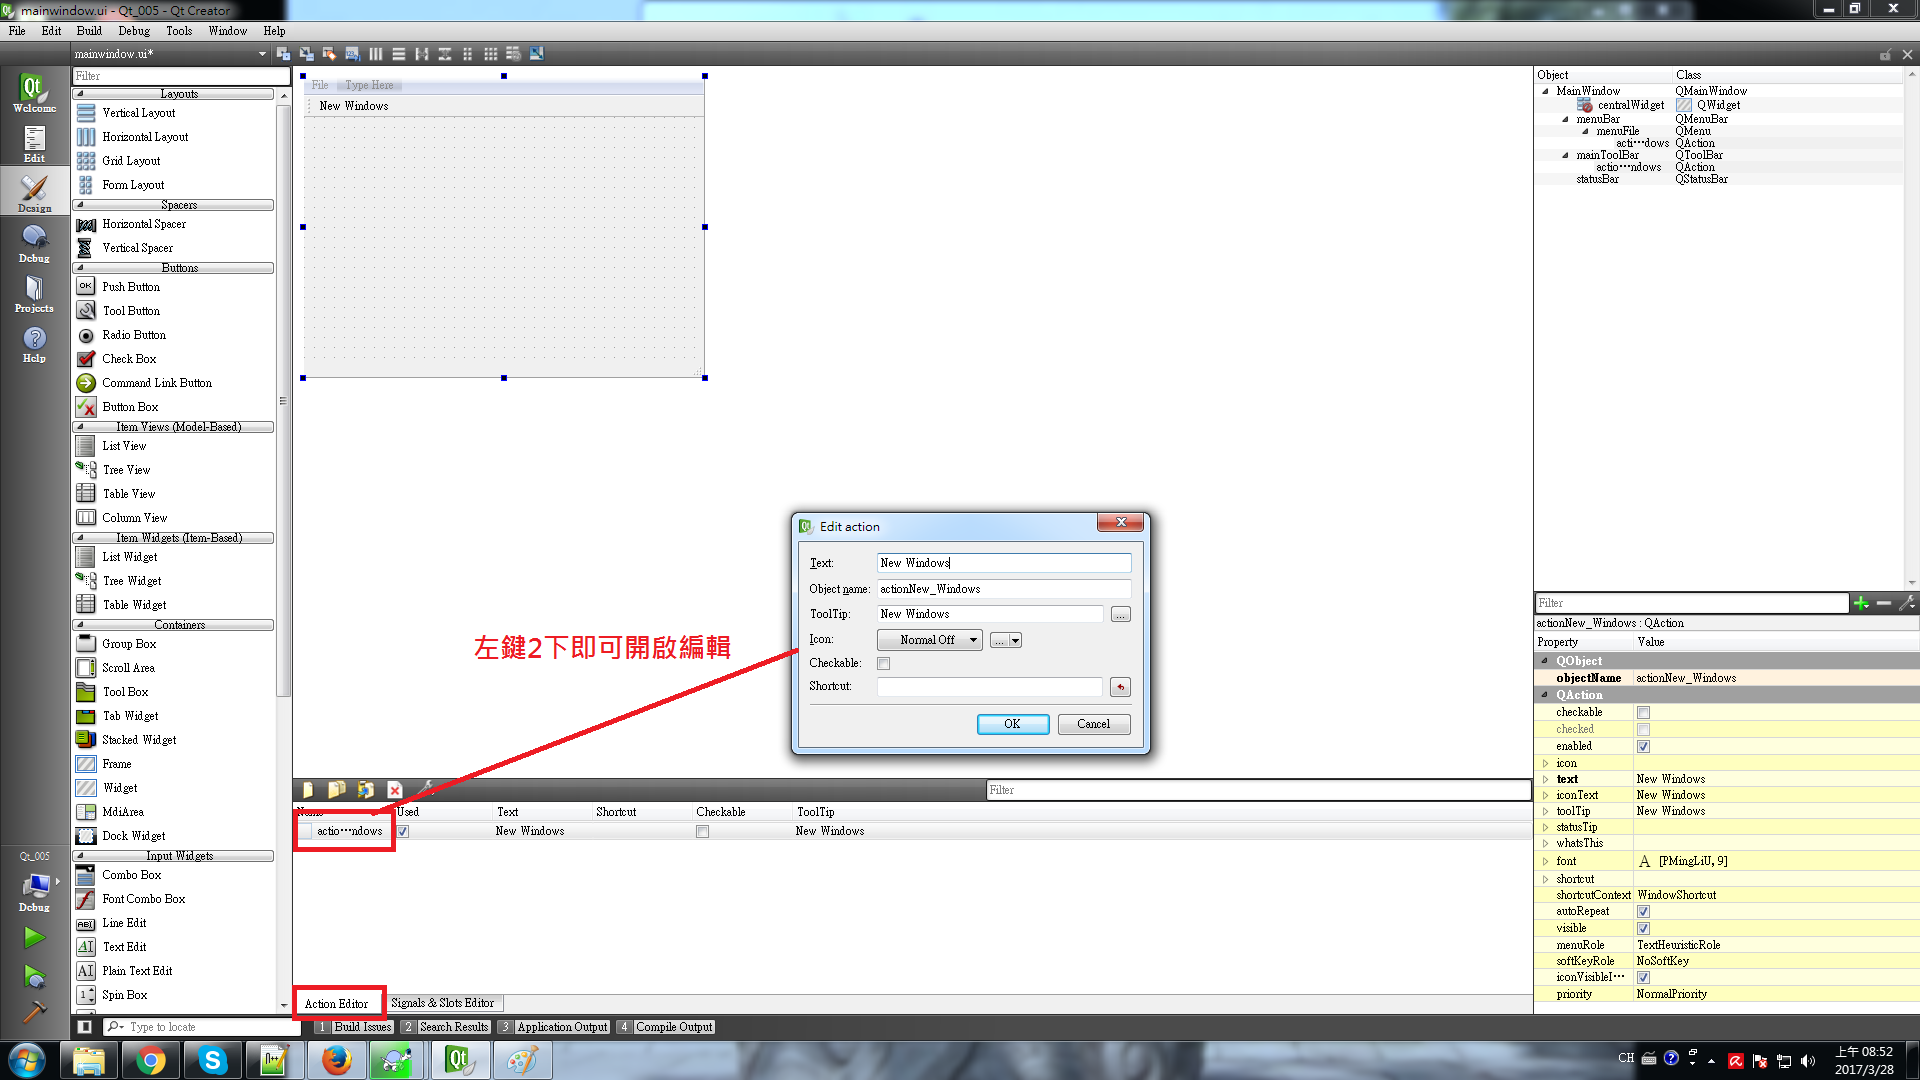 mainwindow.ui - Qt_005 - Qt Creator
File Edit Build Debug Tools Window Help
mainwindow.ui*
Welcome
Edit
Design
Debug
Projects
Help
Qt_005
Debug
Filter
Layouts
Vertical Layout
Horizontal Layout
Grid Layout
Form Layout
Spacers
Horizontal Spacer
Vertical Spacer
Buttons
Push Button
Tool Button
Radio Button
Check Box
Command Link Button
Button Box
Item Views (Model-Based)
List View
Tree View
Table View
Column View
Item Widgets (Item-Based)
List Widget
Tree Widget
Table Widget
Containers
Group Box
Scroll Area
Tool Box
Tab Widget
Stacked Widget
Frame
Widget
MdiArea
Dock Widget
Input Widgets
Combo Box
Font Combo Box
Line Edit
Text Edit
Plain Text Edit
Spin Box
File Type Here
New Windows
左鍵2下即可開啟編輯
Edit action
Text: New Windows
Object name: actionNew_Windows
ToolTip: New Windows ...
Icon: Normal Off ...
Checkable:
Shortcut:
OK Cancel
Filter
Name Used Text Shortcut Checkable ToolTip
actio···ndows New Windows New Windows
Action Editor Signals & Slots Editor
Object Class
MainWindow QMainWindow
centralWidget QWidget
menuBar QMenuBar
menuFile QMenu
acti···dows QAction
mainToolBar QToolBar
actio···ndows QAction
statusBar QStatusBar
Filter
actionNew_Windows : QAction
Property Value
QObject
objectName actionNew_Windows
QAction
checkable
checked
enabled
icon
text New Windows
iconText New Windows
toolTip New Windows
statusTip
whatsThis
font A [PMingLiU, 9]
shortcut
shortcutContext WindowShortcut
autoRepeat
visible
menuRole TextHeuristicRole
softKeyRole NoSoftKey
iconVisibleI···
priority NormalPriority
Type to locate 1 Build Issues 2 Search Results 3 Application Output 4 Compile Output
CH
上午 08:52
2017/3/28